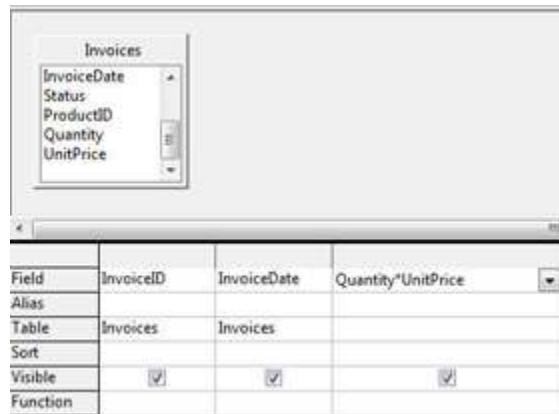 Invoices
InvoiceDate
Status
ProductID
Quantity
UnitPrice
Field InvoiceID InvoiceDate Quantity*UnitPrice
Alias
Table Invoices Invoices
Sort
Visible
Function